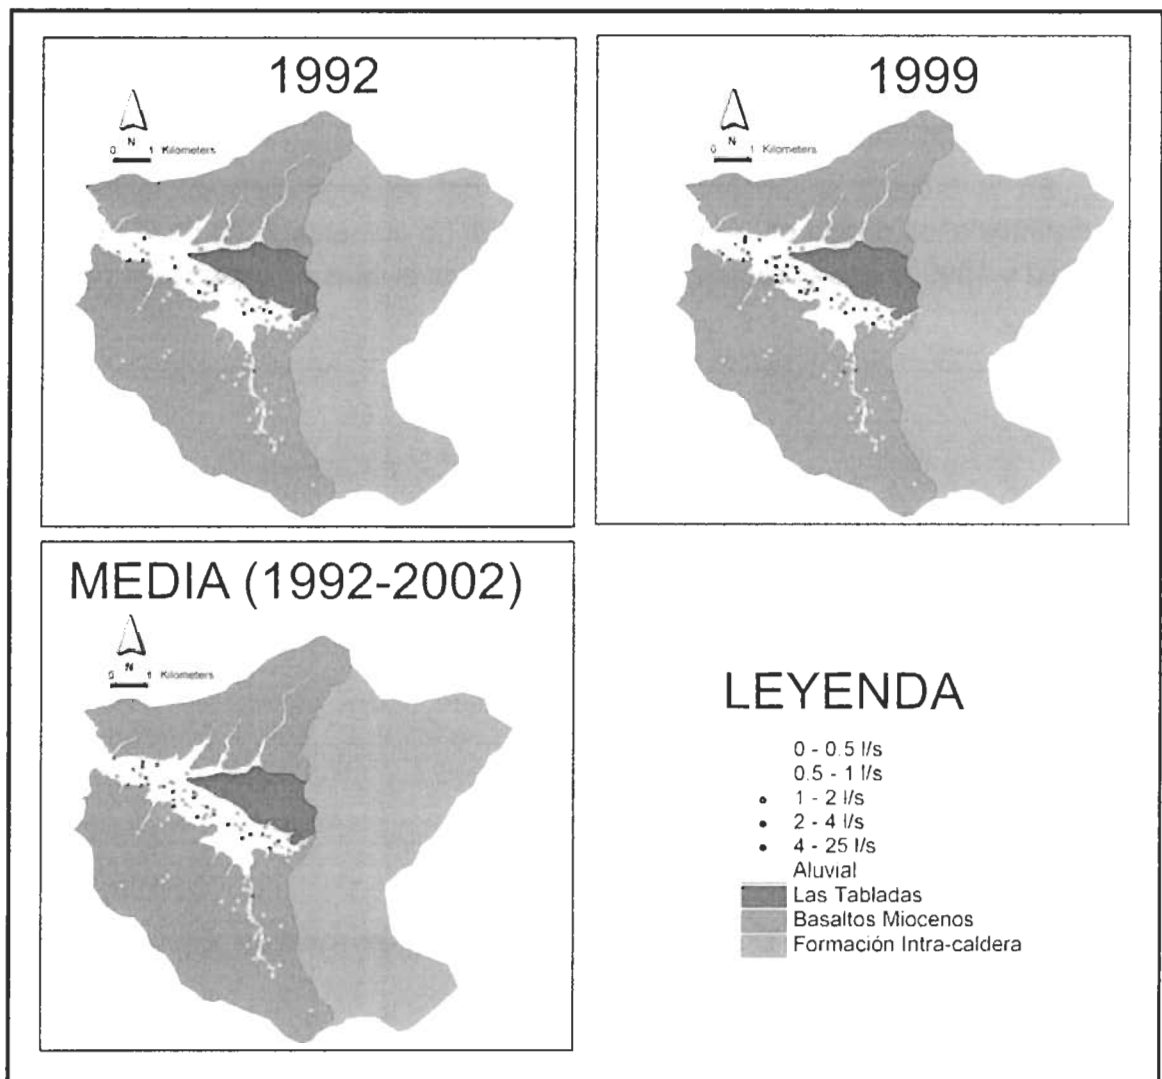 1992
N
0 1 Kilometers
1999
N
0 1 Kilometers
MEDIA (1992-2002)
N
0 1 Kilometers
LEYENDA
0 - 0.5 l/s
0.5 - 1 l/s
1 - 2 l/s
2 - 4 l/s
4 - 25 l/s
Aluvial
Las Tabladas
Basaltos Miocenos
Formación Intra-caldera